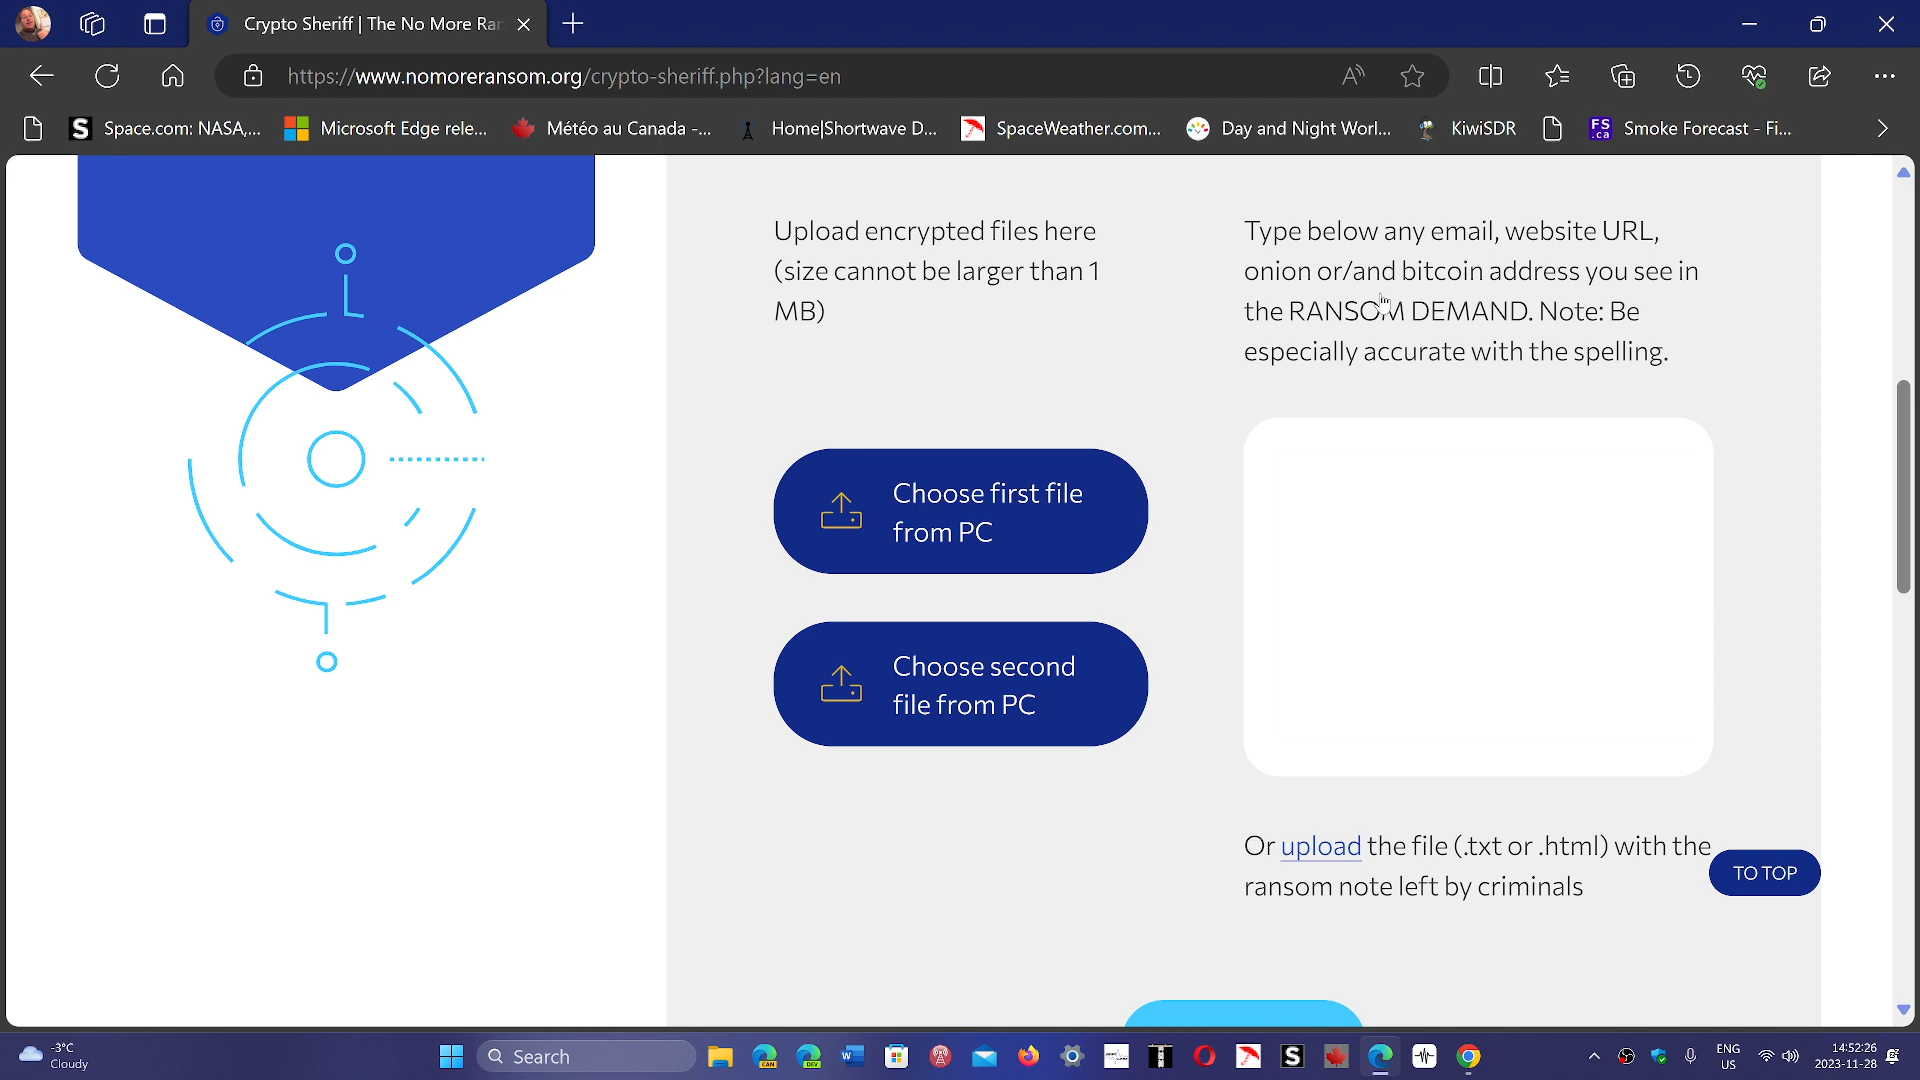 Crypto Sheriff | The No More Ran
https://www.nomoreransom.org/crypto-sheriff.php?lang=en
Space.com: NASA,...
Microsoft Edge rele...
Météo au Canada -...
Home|Shortwave D...
SpaceWeather.com...
Day and Night Worl...
KiwiSDR
FS .ca
Smoke Forecast - Fi...
Upload encrypted files here
(size cannot be larger than 1
MB)
Type below any email, website URL,
onion or/and bitcoin address you see in
the RANSOM DEMAND. Note: Be
especially accurate with the spelling.
Choose first file
from PC
Choose second
file from PC
Or upload the file (.txt or .html) with the
ransom note left by criminals
TO TOP
-3°C
Cloudy
Search
CAN
DEV
ENG
US
14:52:26
2023-11-28